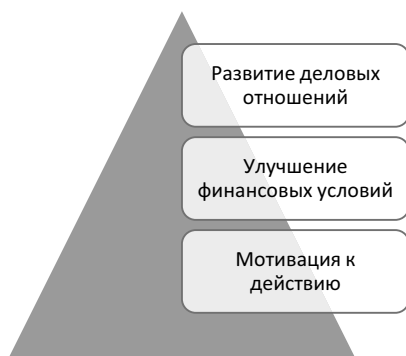 Развитие деловых
отношений
Улучшение
финансовых условий
Мотивация к
действию